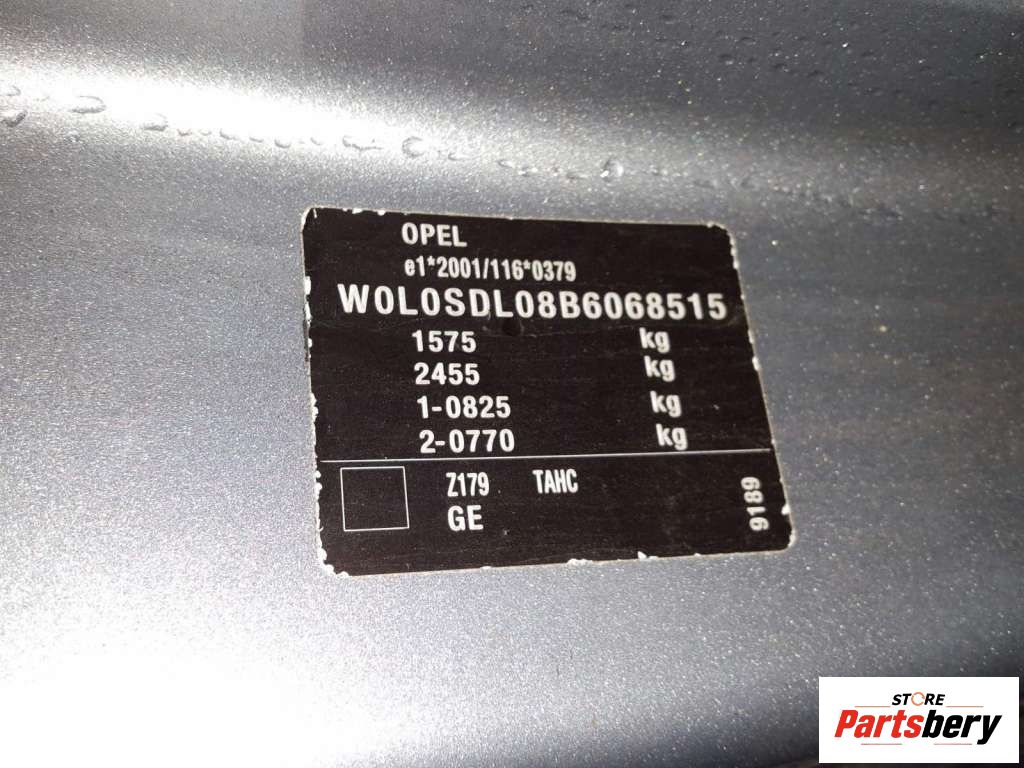 OPEL
e1*2001/116*0379
W0L0SDL08B6068515
1575 kg
2455 kg
1-0825 kg
2-0770 kg
Z179 TAHC
GE
9189
STORE
Partsbery